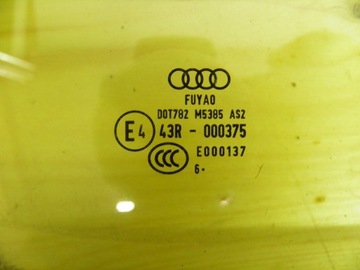 FUYAO
DOT782 M5385 AS2
E4 43R - 000375
CCC E000137
6·